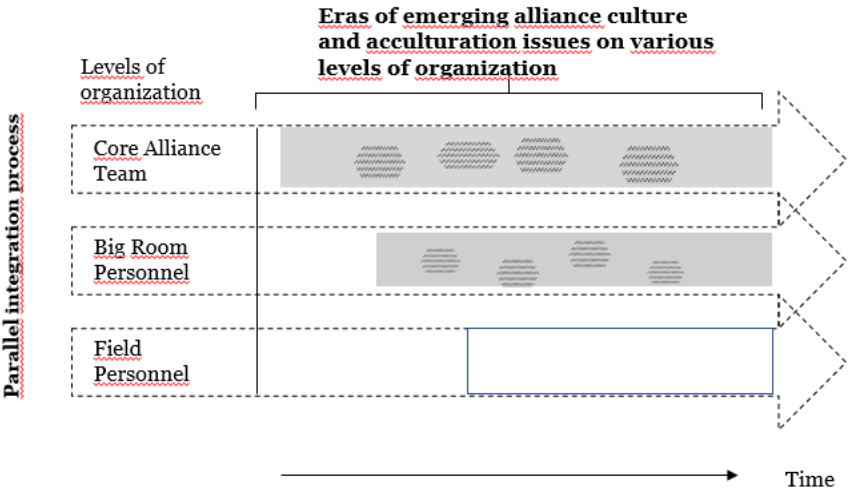 Eras of emerging alliance culture
and acculturation issues on various
levels of organization
Levels of
organization
Parallel integration process
Core Alliance
Team
Big Room
Personnel
Field
Personnel
Time